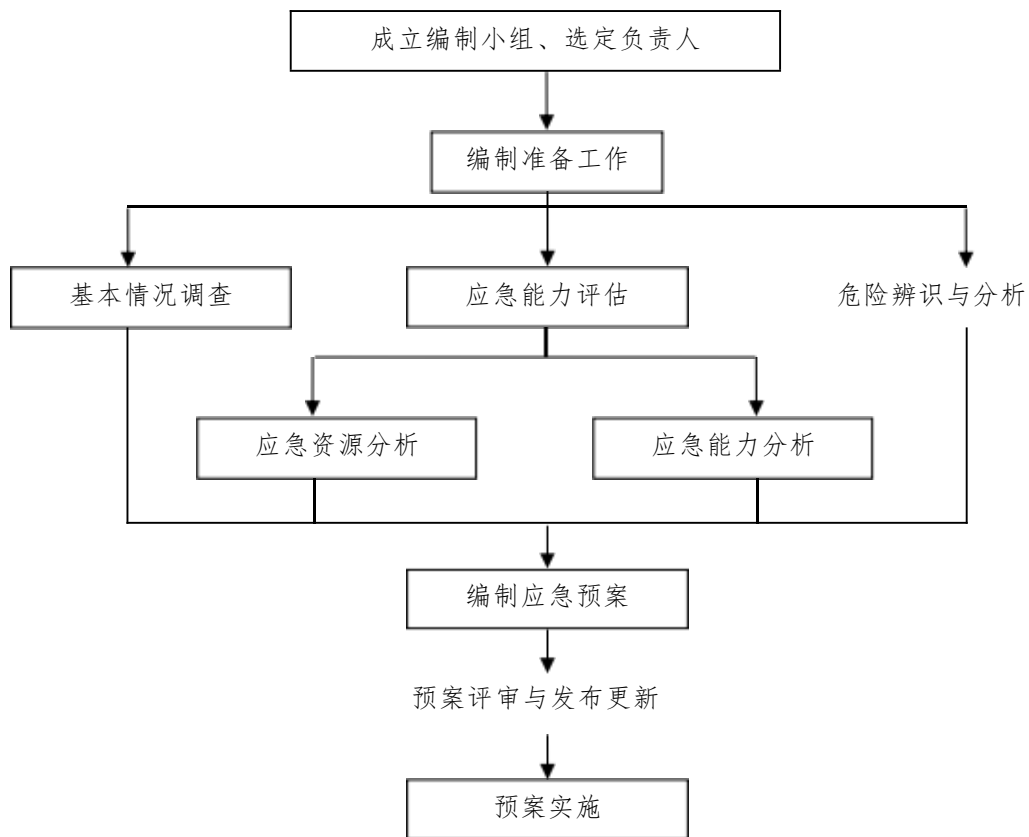 成立编制小组、选定负责人
编制准备工作
基本情况调查
应急能力评估
危险辨识与分析
应急资源分析
应急能力分析
编制应急预案
预案评审与发布更新
预案实施